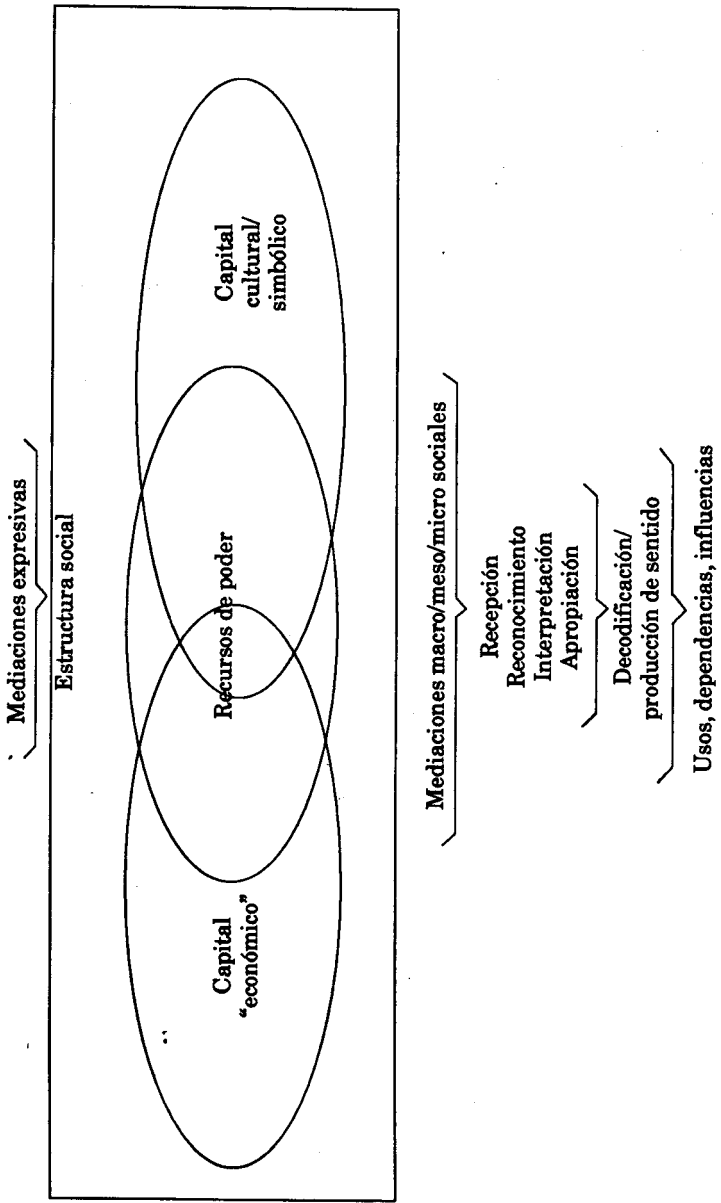 Mediaciones expresivas
Estructura social
Capital
“económico”
Recursos de poder
Capital
cultural/
simbólico
Mediaciones macro/meso/micro sociales
Recepción
Reconocimiento
Interpretación
Apropiación
Decodificación/
producción de sentido
Usos, dependencias, influencias